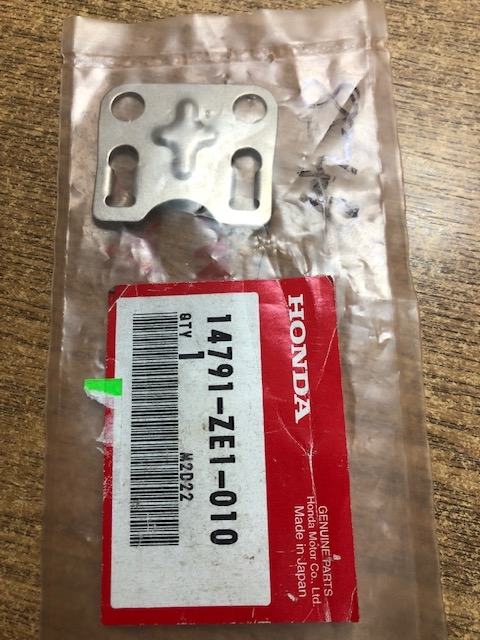 HONDA
GENUINE PARTS
Honda Motor Co., Ltd.
Made in Japan
14791-ZE1-010
QTY 1
M2D22